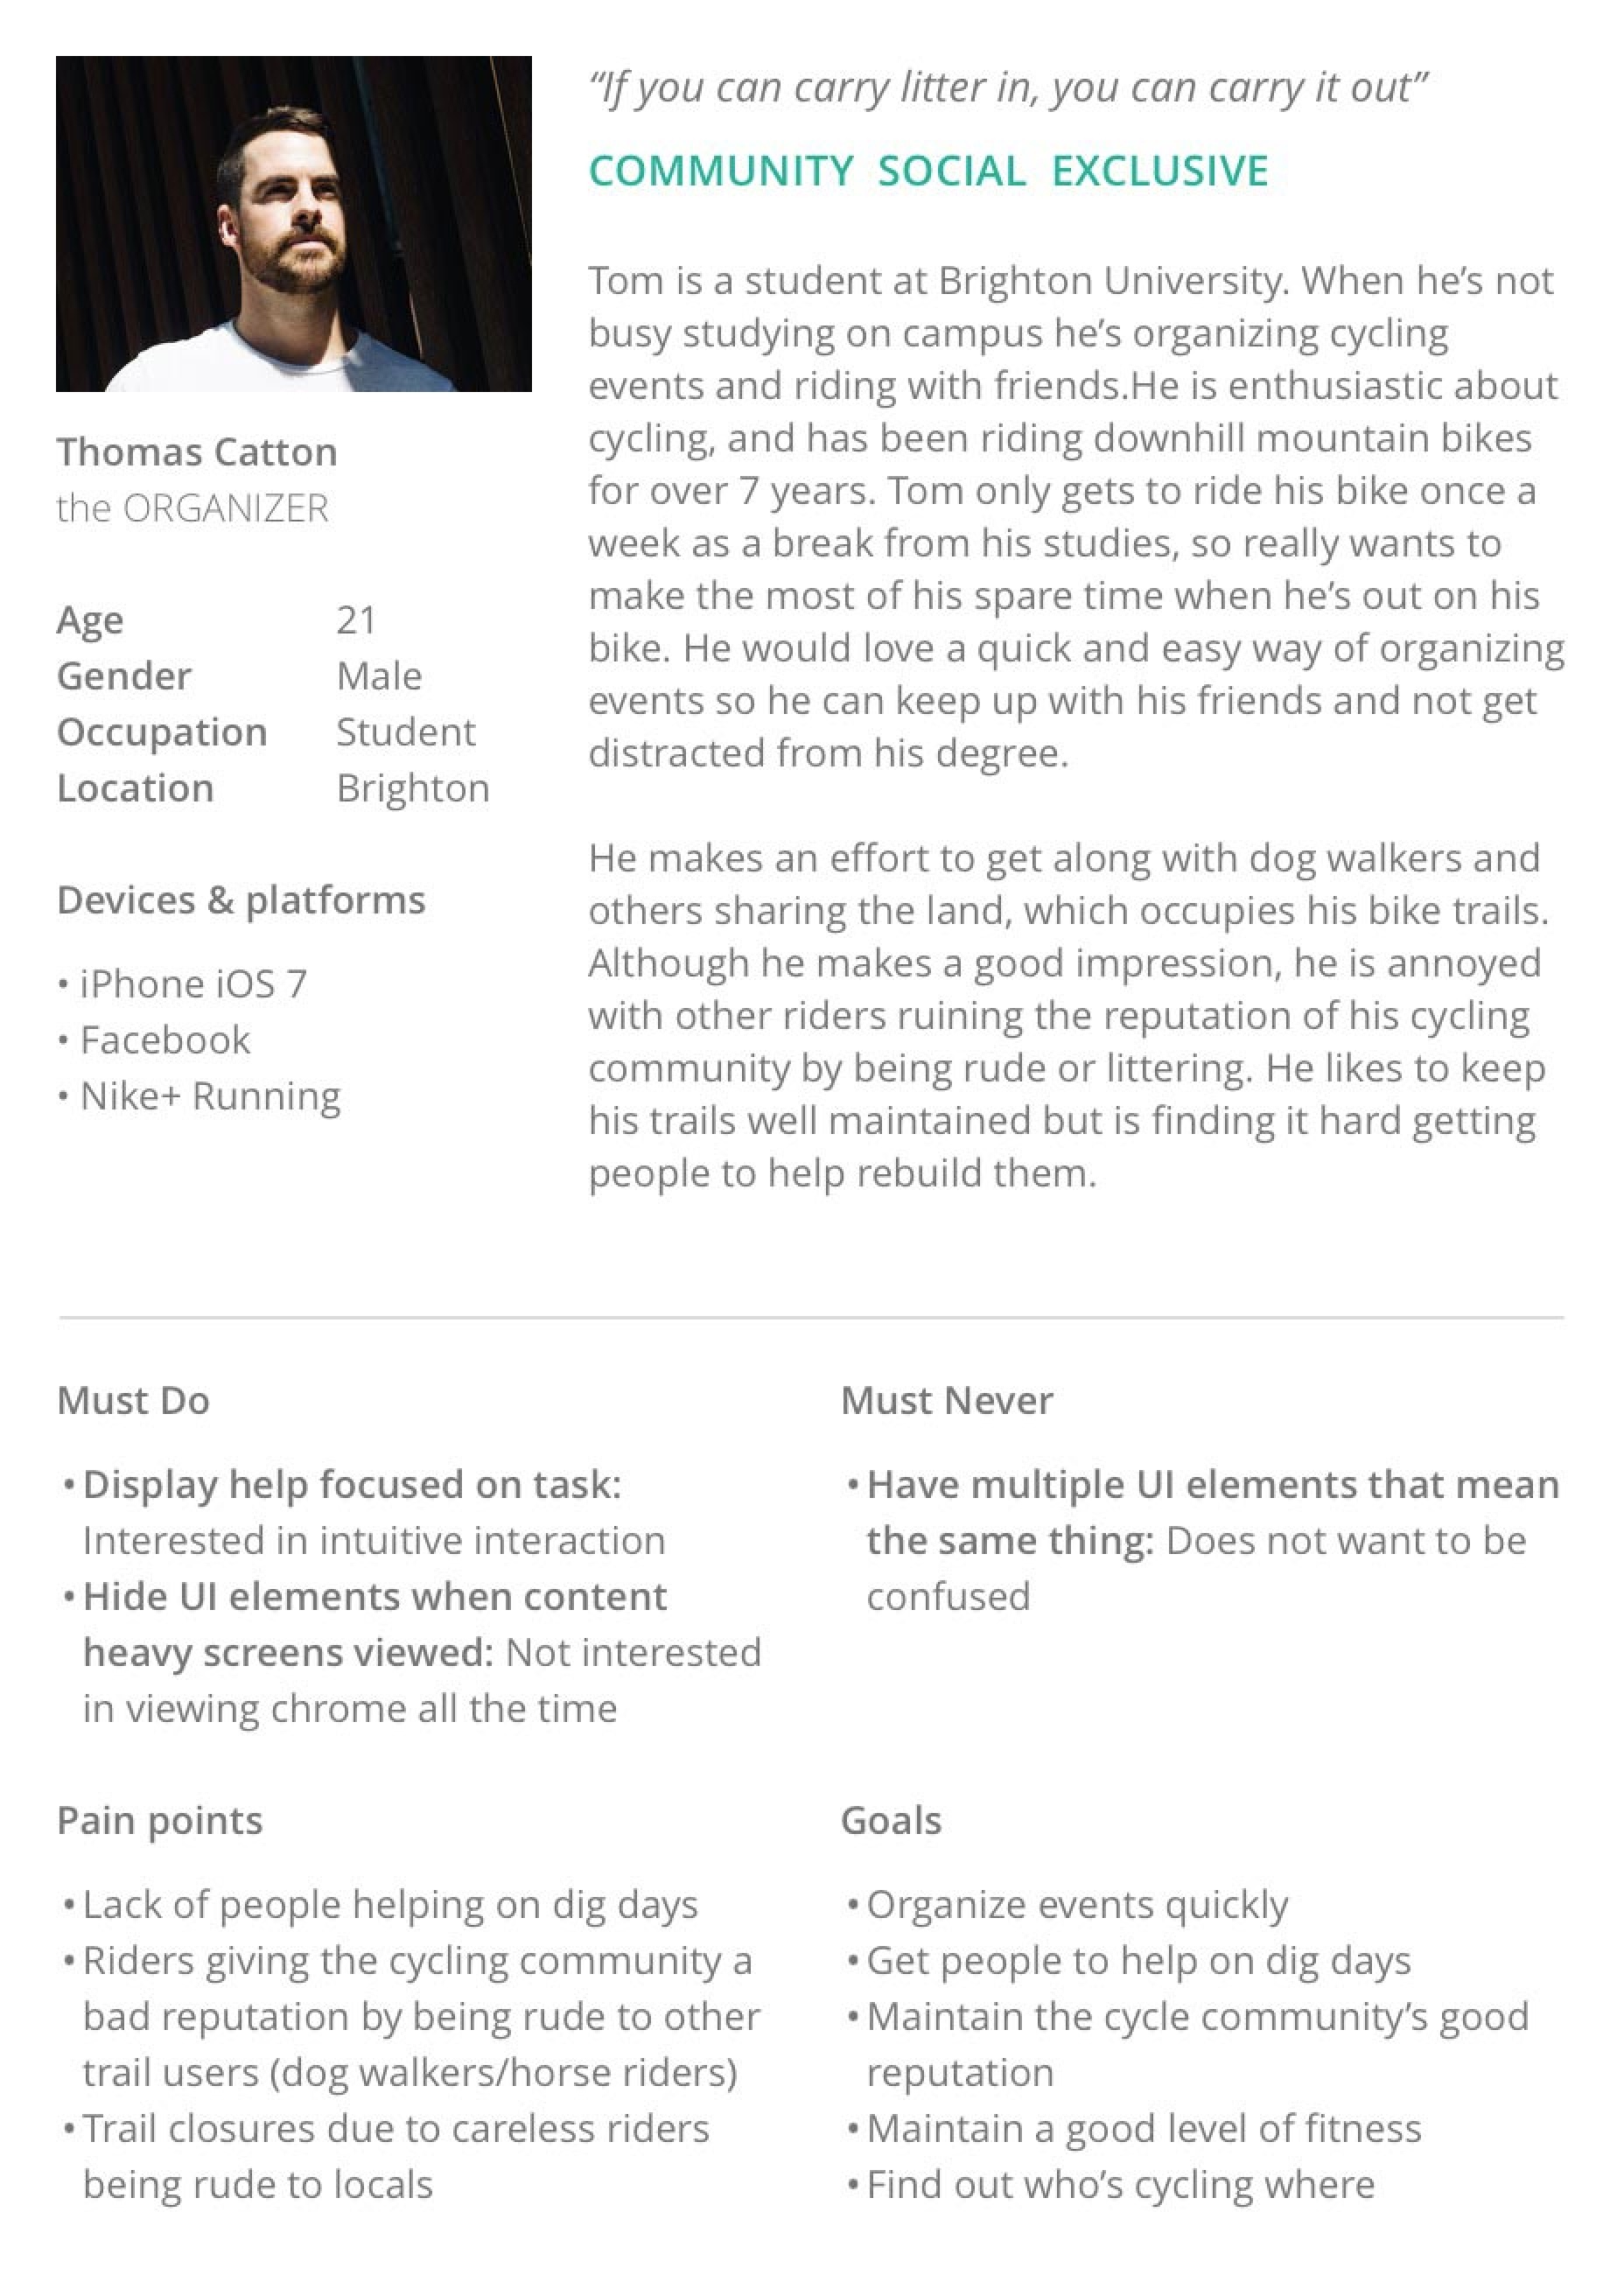 “If you can carry litter in, you can carry it out”
COMMUNITY SOCIAL EXCLUSIVE
Thomas Catton
the ORGANIZER
Age 21
Gender Male
Occupation Student
Location Brighton
Devices & platforms
• iPhone iOS 7
• Facebook
• Nike+ Running
Tom is a student at Brighton University. When he’s not
busy studying on campus he’s organizing cycling
events and riding with friends.He is enthusiastic about
cycling, and has been riding downhill mountain bikes
for over 7 years. Tom only gets to ride his bike once a
week as a break from his studies, so really wants to
make the most of his spare time when he’s out on his
bike. He would love a quick and easy way of organizing
events so he can keep up with his friends and not get
distracted from his degree.
He makes an effort to get along with dog walkers and
others sharing the land, which occupies his bike trails.
Although he makes a good impression, he is annoyed
with other riders ruining the reputation of his cycling
community by being rude or littering. He likes to keep
his trails well maintained but is finding it hard getting
people to help rebuild them.
Must Do
• Display help focused on task:
Interested in intuitive interaction
• Hide UI elements when content
heavy screens viewed: Not interested
in viewing chrome all the time
Must Never
• Have multiple UI elements that mean
the same thing: Does not want to be
confused
Pain points
• Lack of people helping on dig days
• Riders giving the cycling community a
bad reputation by being rude to other
trail users (dog walkers/horse riders)
• Trail closures due to careless riders
being rude to locals
Goals
• Organize events quickly
• Get people to help on dig days
• Maintain the cycle community’s good
reputation
• Maintain a good level of fitness
• Find out who’s cycling where